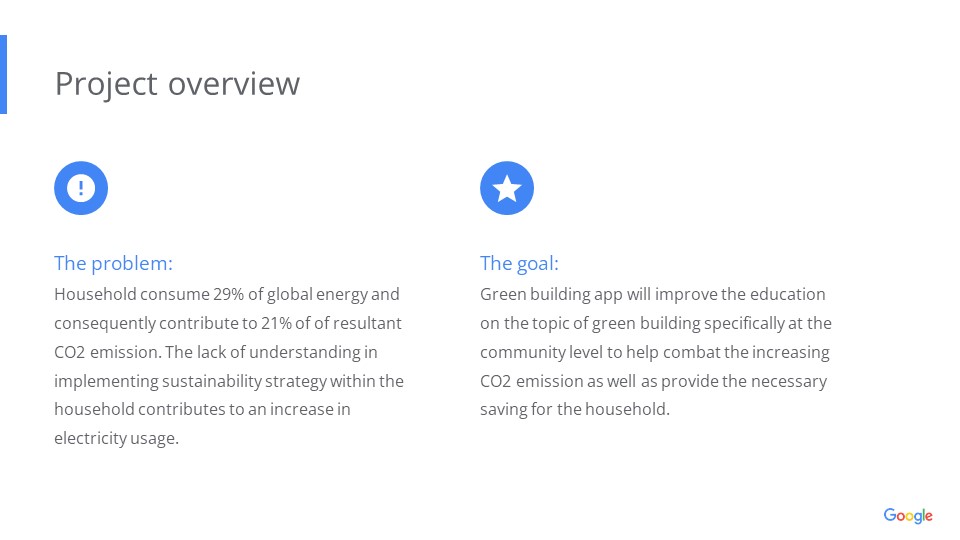 Project overview
The problem:
Household consume 29% of global energy and
consequently contribute to 21% of of resultant
CO2 emission. The lack of understanding in
implementing sustainability strategy within the
household contributes to an increase in
electricity usage.
The goal:
Green building app will improve the education
on the topic of green building specifically at the
community level to help combat the increasing
CO2 emission as well as provide the necessary
saving for the household.
Google